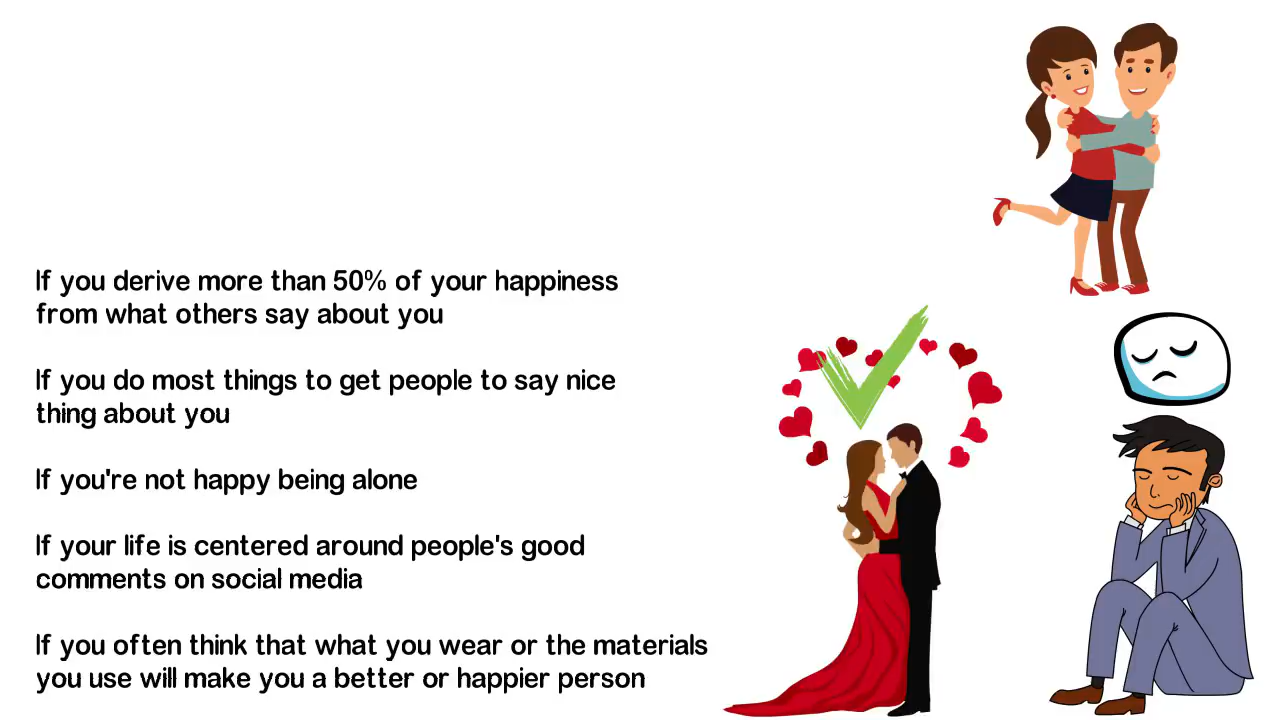 If you derive more than 50% of your happiness
from what others say about you
If you do most things to get people to say nice
thing about you
If you're not happy being alone
If your life is centered around people's good
comments on social media
If you often think that what you wear or the materials
you use will make you a better or happier person